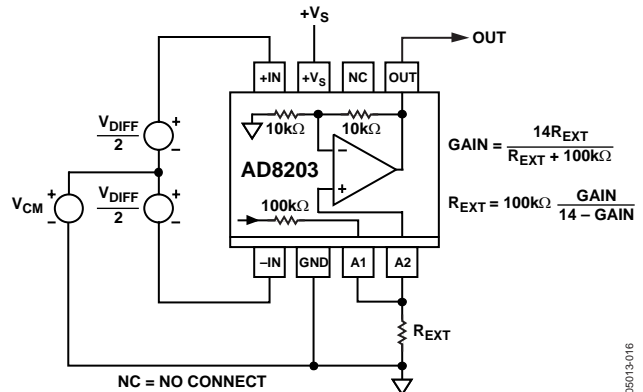 +VS
OUT
+IN
+VS
NC
OUT
10kΩ
10kΩ
VDIFF
2
+
–
–
+
AD8203
GAIN = 14REXT
REXT + 100kΩ
VCM
+
–
VDIFF
2
+
–
100kΩ
REXT = 100kΩ GAIN
14 – GAIN
–IN
GND
A1
A2
REXT
NC = NO CONNECT
05013-016